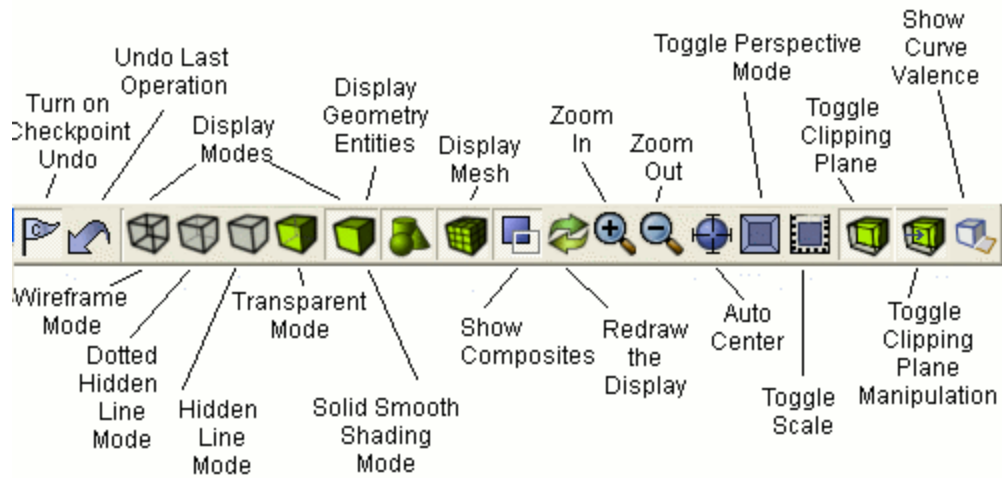 Turn on
Checkpoint
Undo
Undo Last
Operation
Display
Modes
Display
Geometry
Entities
Display
Mesh
Zoom
In
Zoom
Out
Toggle Perspective
Mode
Toggle
Clipping
Plane
Show
Curve
Valence
C
Wireframe
Mode
Dotted
Hidden
Line
Mode
Hidden
Line
Mode
Transparent
Mode
Solid Smooth
Shading
Mode
Show
Composites
Redraw
the
Display
Auto
Center
Toggle
Scale
Toggle
Clipping
Plane
Manipulation